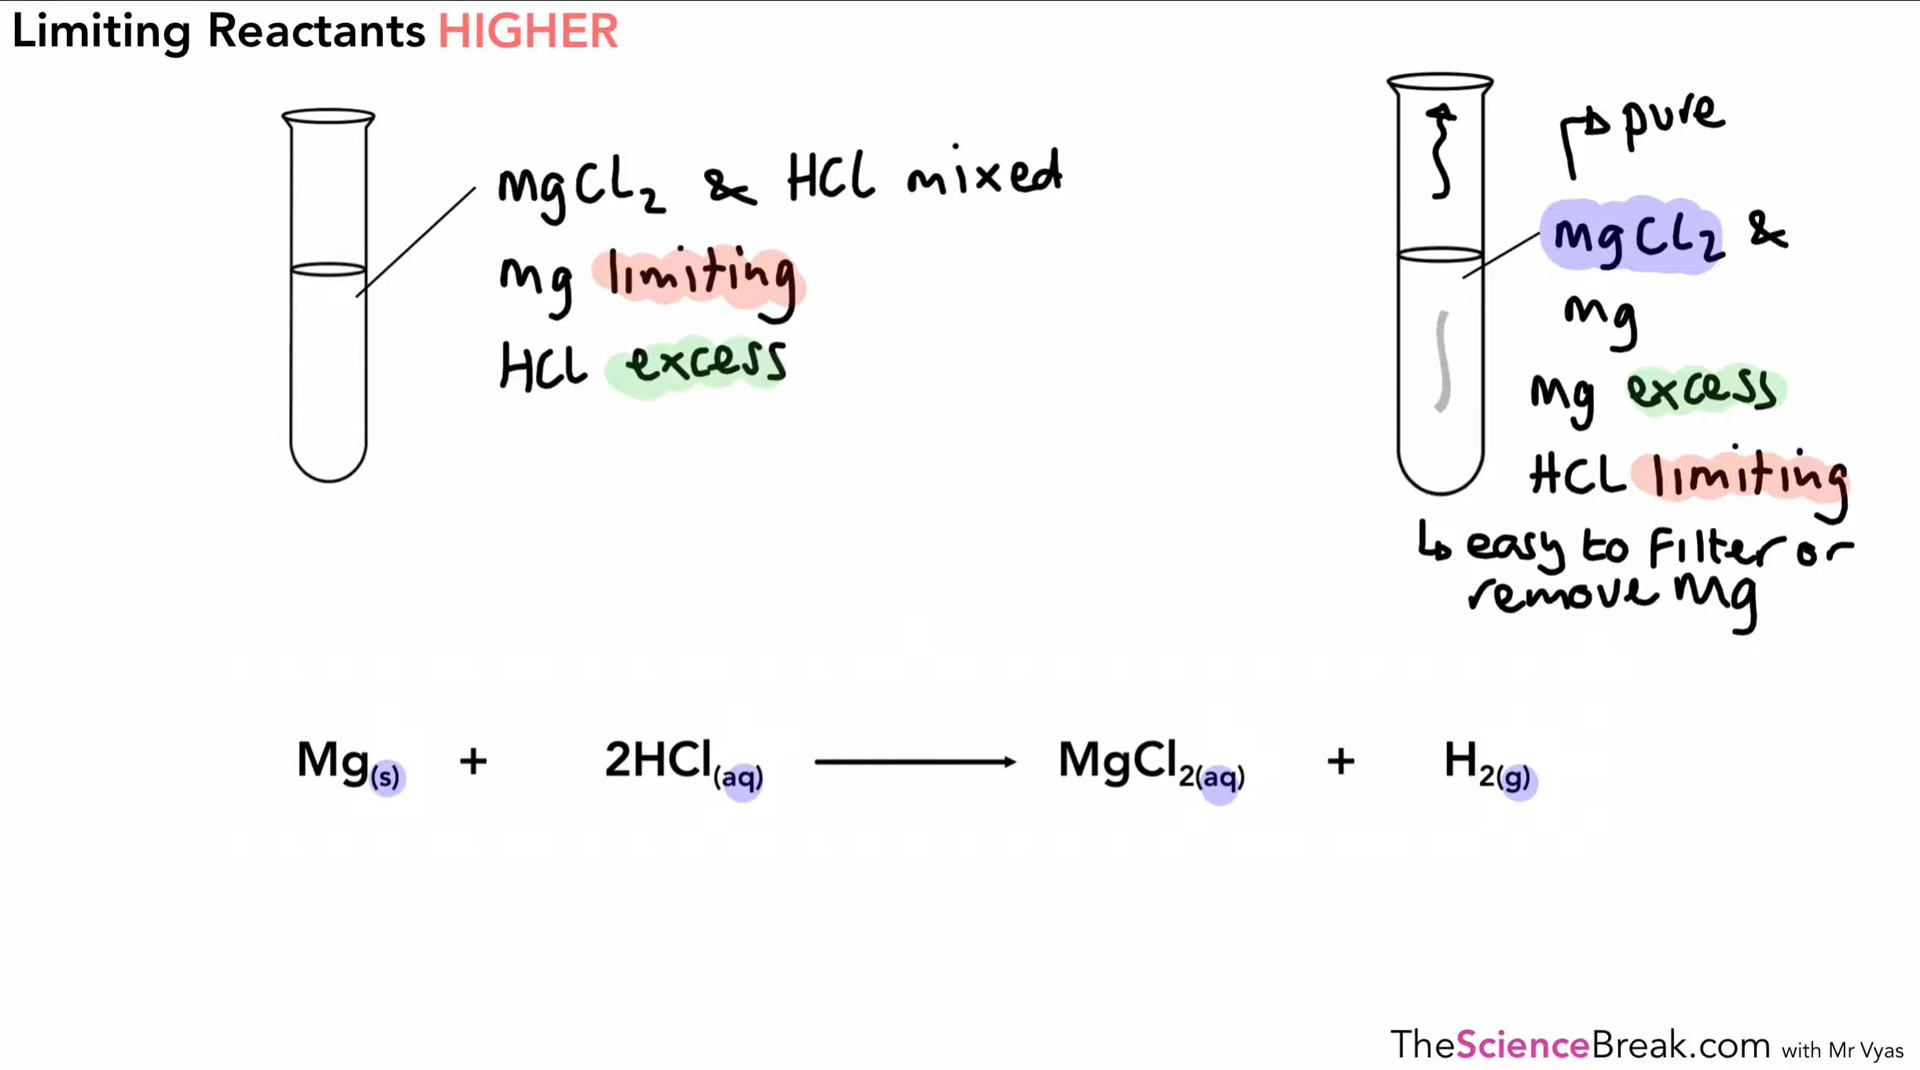 Limiting Reactants HIGHER
MgCl₂ & HCl mixed
Mg limiting
HCl excess
pure
MgCl₂ &
Mg
Mg excess
HCl limiting
↳ easy to filter or
remove Mg
Mg(s) + 2HCl(aq) ⟶ MgCl₂(aq) + H₂(g)
TheScienceBreak.com with Mr Vyas